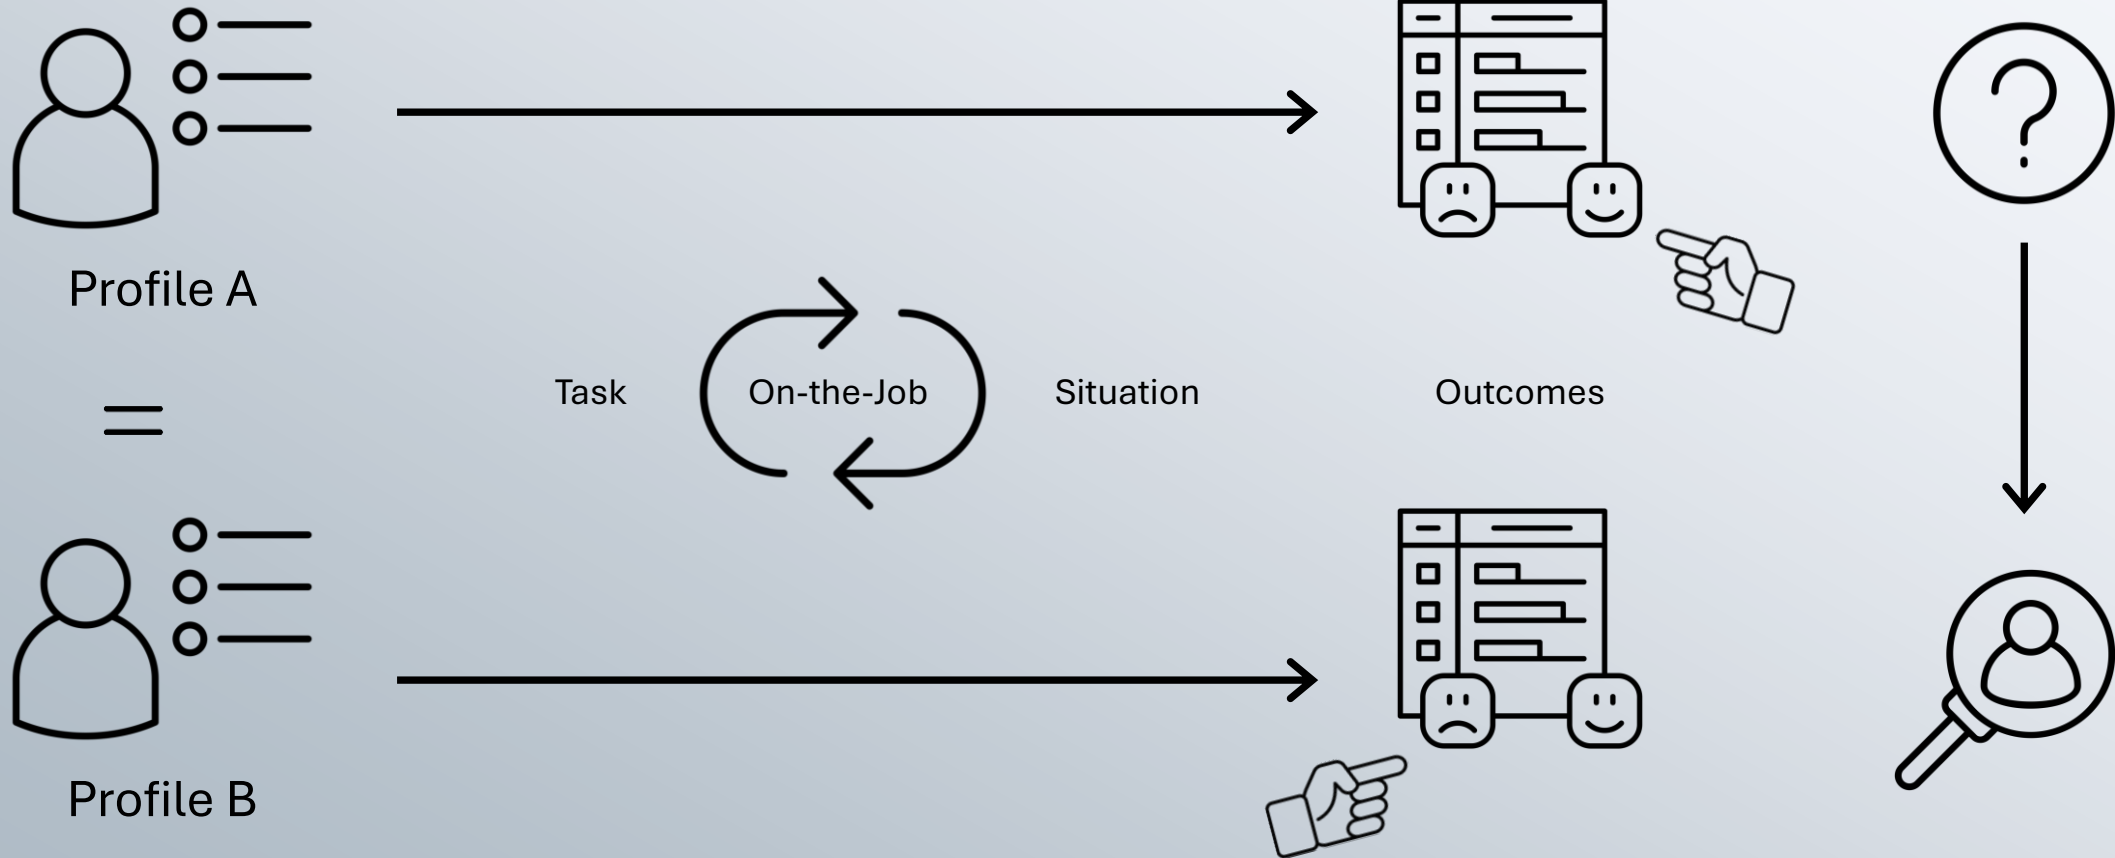 Profile A
Task
On-the-Job
Situation
Outcomes
=
Profile B